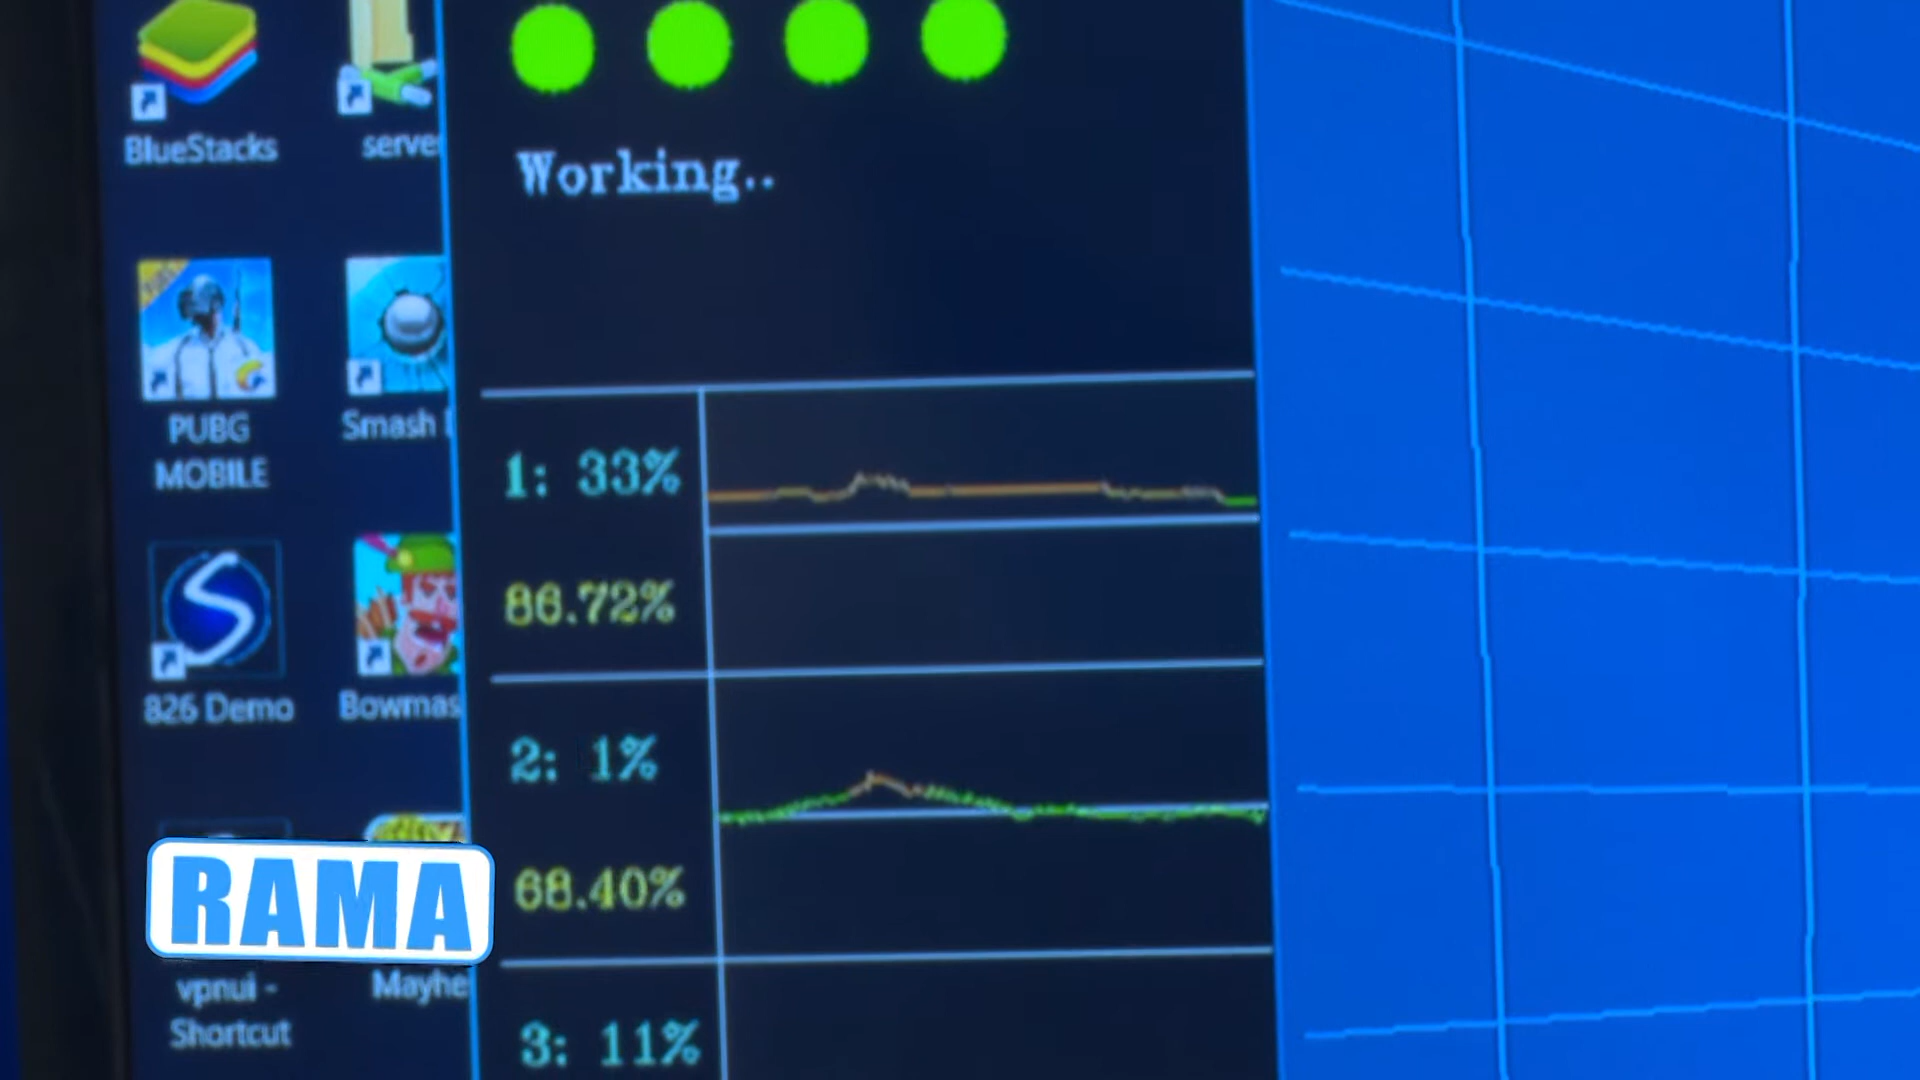 BlueStacks
serve
Working..
PUBG
MOBILE
Smash
1: 33%
86.72%
826 Demo
Bowmas
2: 1%
68.40%
RAMA
vpnui -
Shortcut
Mayhe
3: 11%